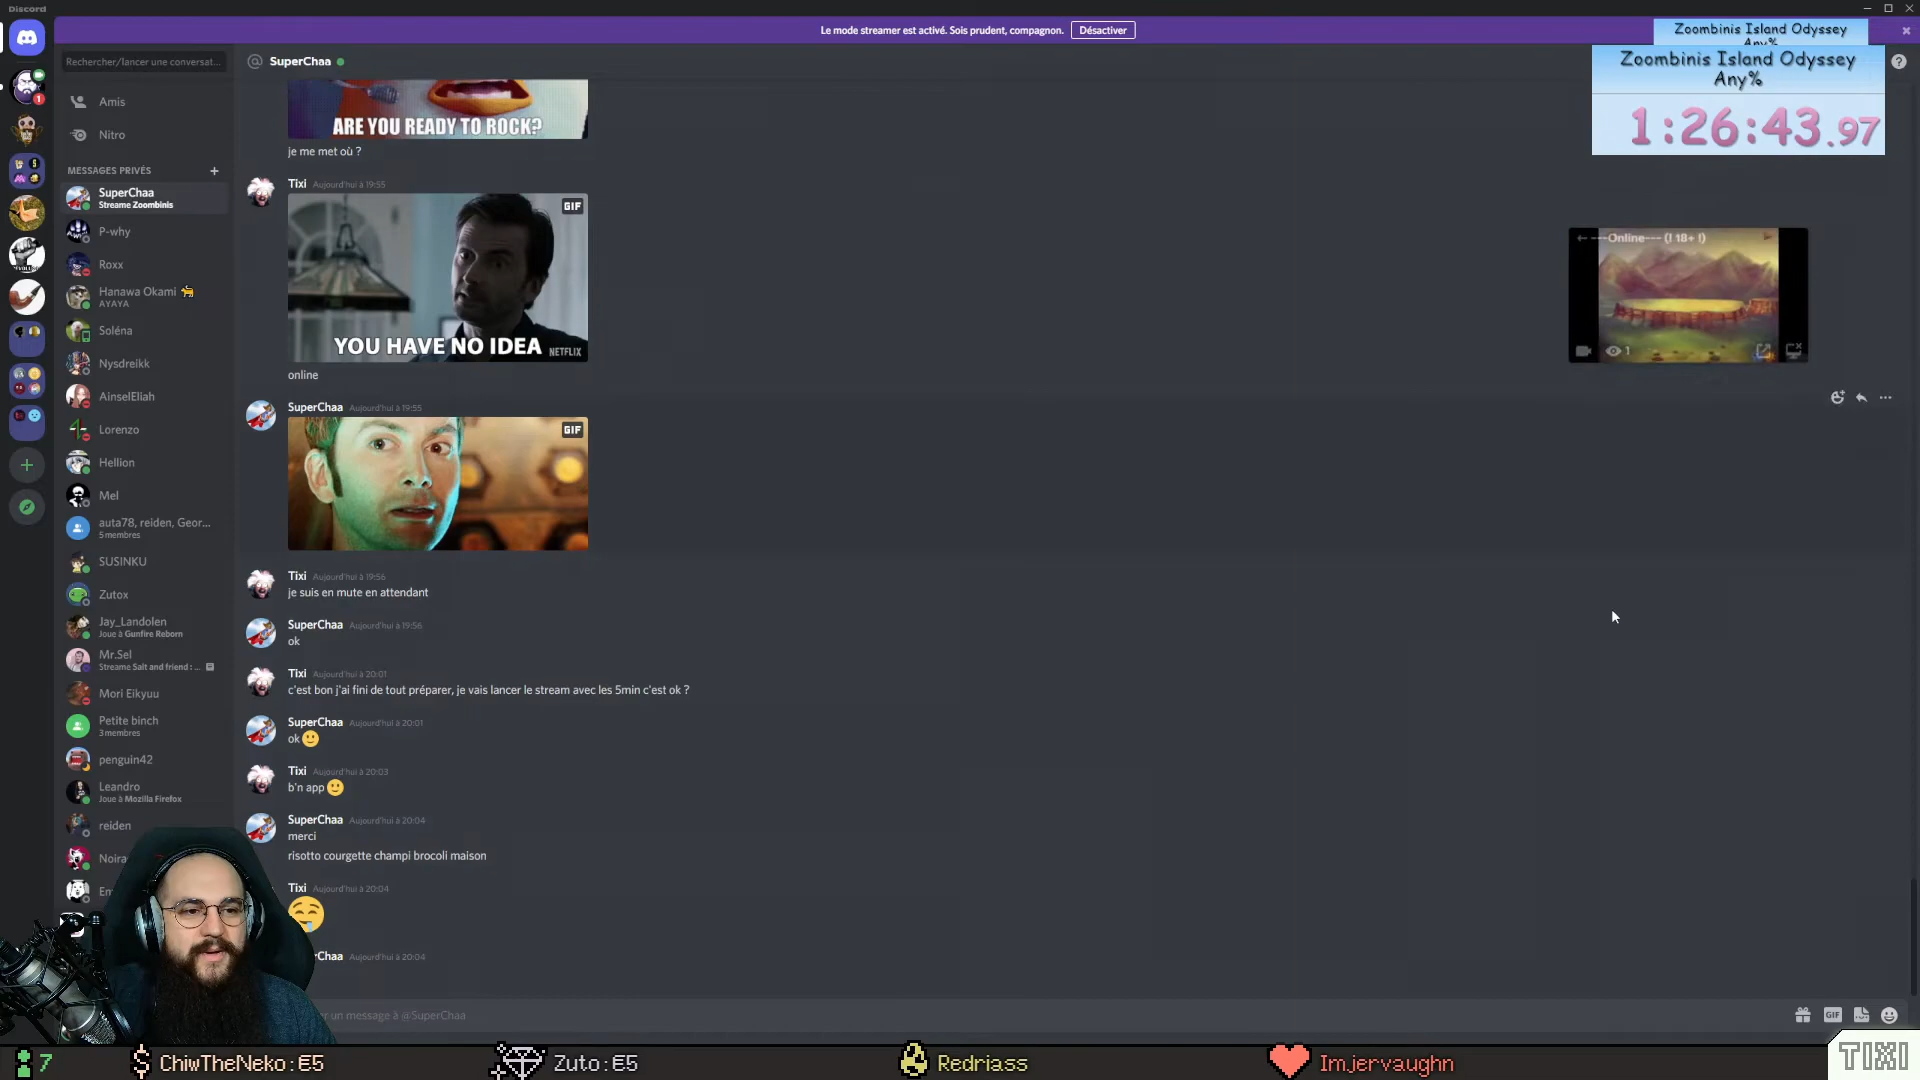 Discord
Le mode streamer est activé. Sois prudent, compagnon.
Désactiver
Zoombinis Island Odyssey
Any%
Zoombinis Island Odyssey
Any%
1:26:43.97
Rechercher/lancer une conversat...
@ SuperChaa
Amis
Nitro
MESSAGES PRIVÉS +
SuperChaa
Streame Zoombinis
P-why
Roxx
Hanawa Okami
AYAYA
Soléna
Nysdreikk
AinselEliah
Lorenzo
Hellion
Mel
auta78, reiden, Geor...
5 membres
SUSINKU
Zutox
Jay_Landolen
Joue à Gunfire Reborn
Mr.Sel
Streame Salt and friend : ...
Mori Eikyuu
Petite binch
3 membres
penguin42
Leandro
Joue à Mozilla Firefox
reiden
ARE YOU READY TO ROCK?
je me met où ?
Tixi Aujourd'hui à 19:55
GIF
YOU HAVE NO IDEA
NETFLIX
online
SuperChaa Aujourd'hui à 19:55
GIF
Tixi Aujourd'hui à 19:56
je suis en mute en attendant
SuperChaa Aujourd'hui à 19:56
ok
Tixi Aujourd'hui à 20:01
c'est bon j'ai fini de tout préparer, je vais lancer le stream avec les 5min c'est ok ?
SuperChaa Aujourd'hui à 20:01
ok
Tixi Aujourd'hui à 20:03
b'n app
SuperChaa Aujourd'hui à 20:04
merci
risotto courgette champi brocoli maison
Tixi Aujourd'hui à 20:04
rChaa Aujourd'hui à 20:04
er un message à @SuperChaa
GIF
---Online--- (! 18+ !)
1
7
ChiwTheNeko:€5
Zuto:€5
Redriass
Imjervaughn
TIXI